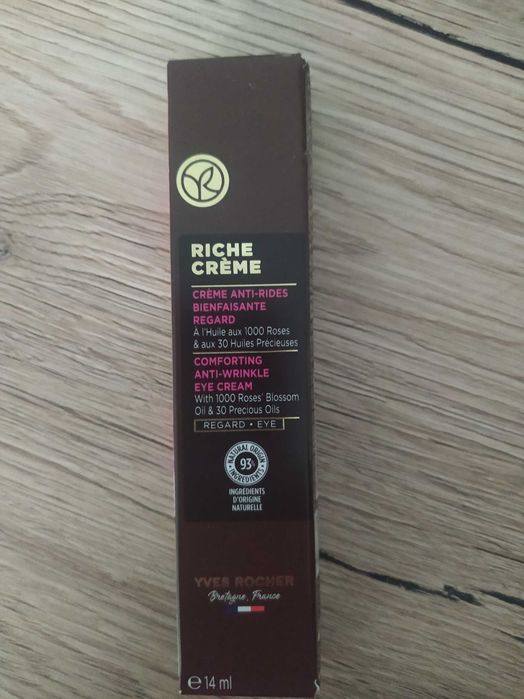 RICHE
CRÈME
CRÈME ANTI-RIDES
BIENFAISANTE
REGARD
À l'Huile aux 1000 Roses
& aux 30 Huiles Précieuses
COMFORTING
ANTI-WRINKLE
EYE CREAM
With 1000 Roses' Blossom
Oil & 30 Precious Oils
REGARD • EYE
NATURAL ORIGIN
93%
INGREDIENTS
INGRÉDIENTS
D'ORIGINE
NATURELLE
YVES ROCHER
Bretagne, France
℮14 ml